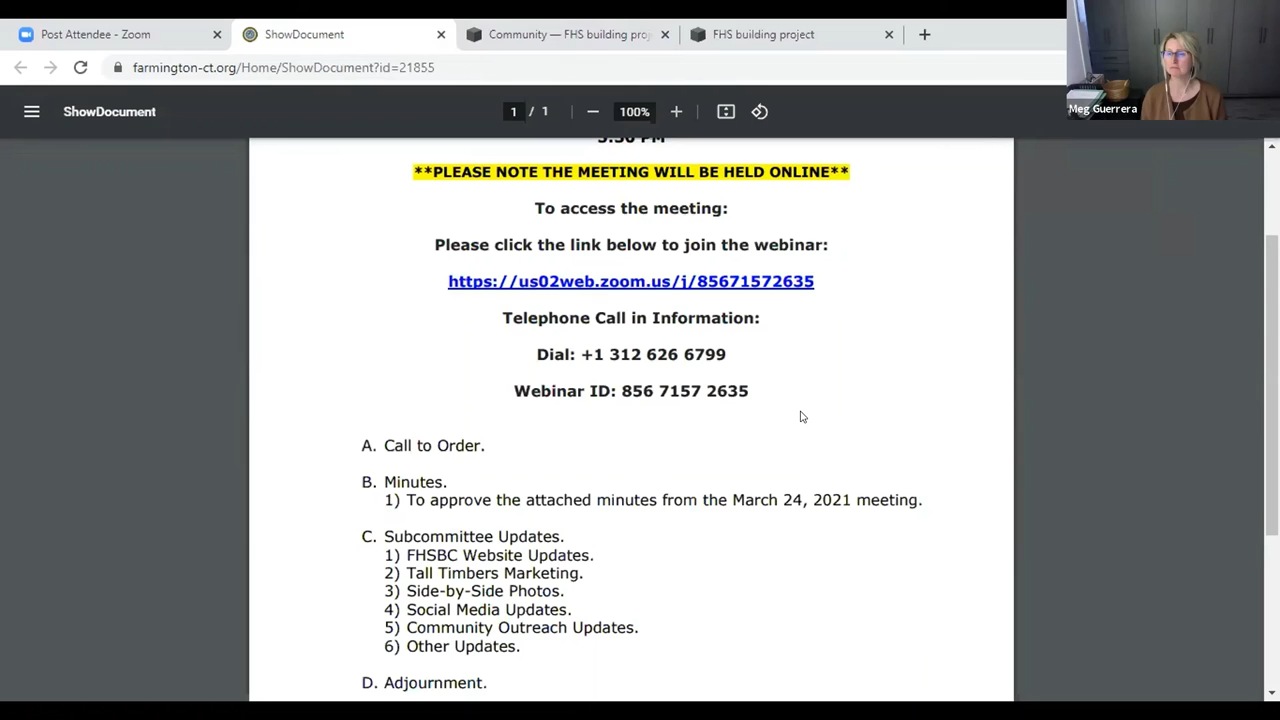 Post Attendee - Zoom
ShowDocument
Community — FHS building proj
FHS building project
farmington-ct.org/Home/ShowDocument?id=21855
Meg Guerrera
ShowDocument
1 / 1
100%
5:30 PM
**PLEASE NOTE THE MEETING WILL BE HELD ONLINE**
To access the meeting:
Please click the link below to join the webinar:
https://us02web.zoom.us/j/85671572635
Telephone Call in Information:
Dial: +1 312 626 6799
Webinar ID: 856 7157 2635
A. Call to Order.
B. Minutes.
1) To approve the attached minutes from the March 24, 2021 meeting.
C. Subcommittee Updates.
1) FHSBC Website Updates.
2) Tall Timbers Marketing.
3) Side-by-Side Photos.
4) Social Media Updates.
5) Community Outreach Updates.
6) Other Updates.
D. Adjournment.